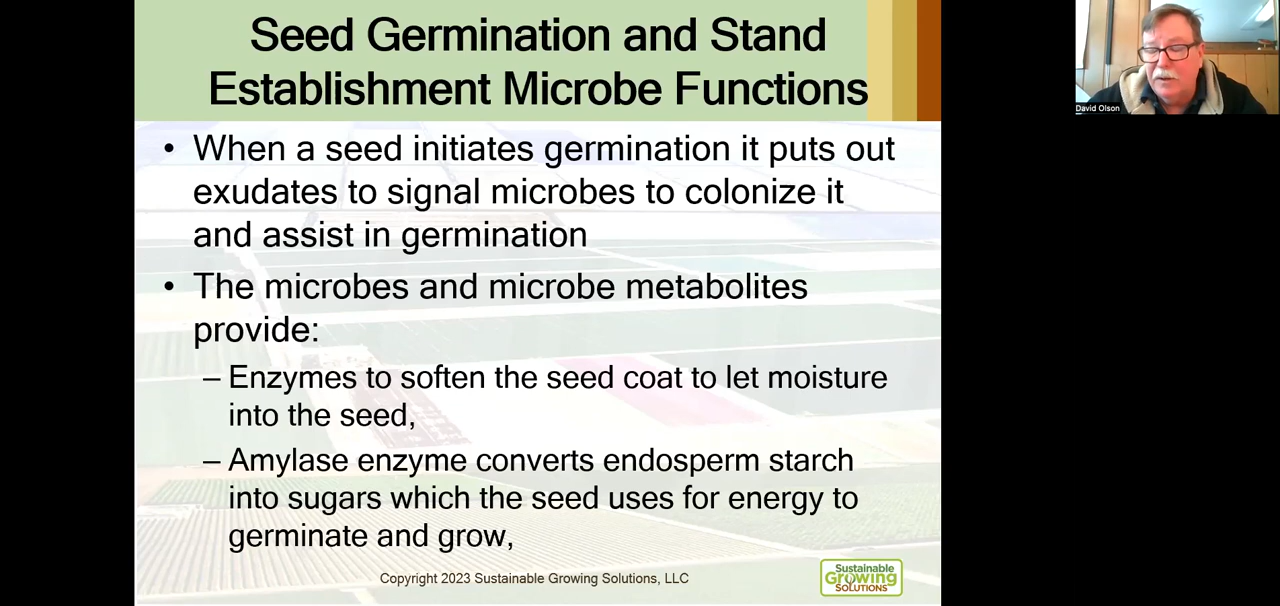 Seed Germination and Stand
Establishment Microbe Functions
• When a seed initiates germination it puts out
exudates to signal microbes to colonize it
and assist in germination
• The microbes and microbe metabolites
provide:
– Enzymes to soften the seed coat to let moisture
into the seed,
– Amylase enzyme converts endosperm starch
into sugars which the seed uses for energy to
germinate and grow,
Copyright 2023 Sustainable Growing Solutions, LLC
Sustainable
Growing
SOLUTIONS
David Olson